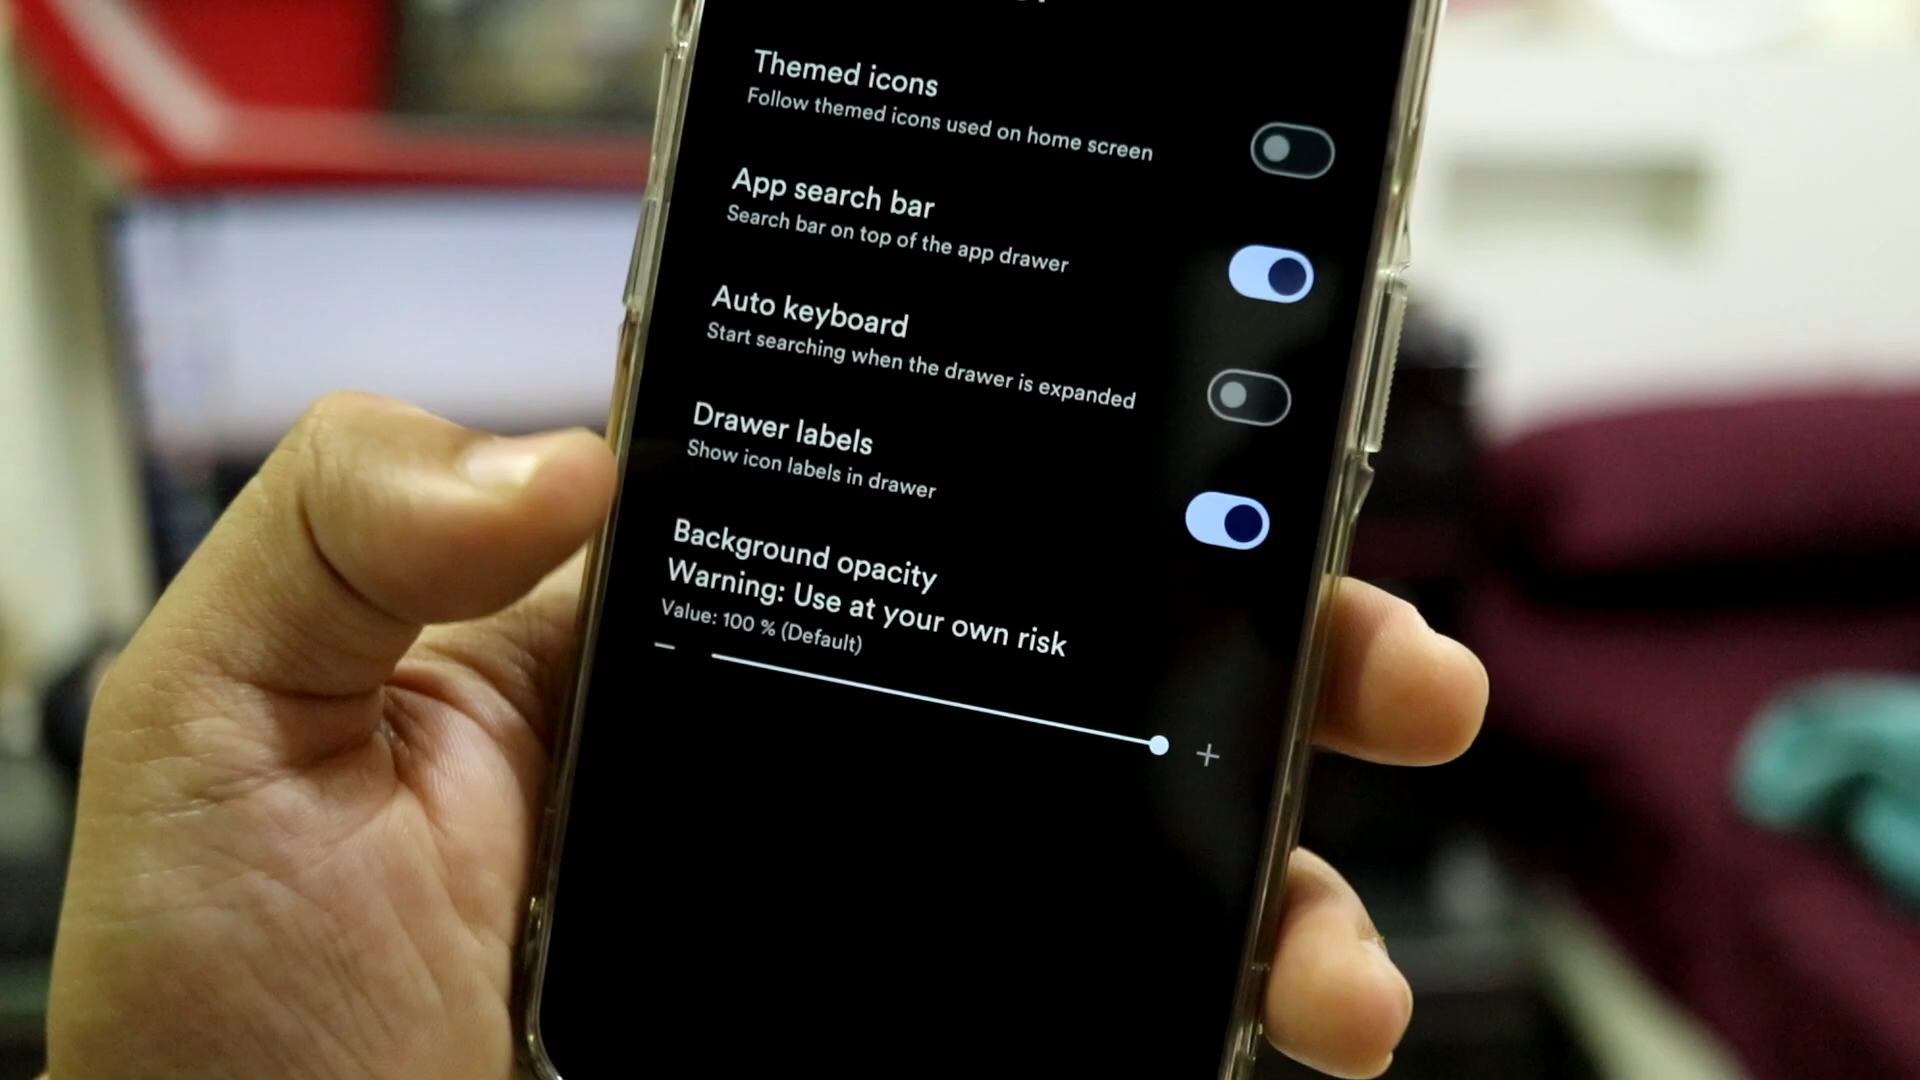 Themed icons
Follow themed icons used on home screen
App search bar
Search bar on top of the app drawer
Auto keyboard
Start searching when the drawer is expanded
Drawer labels
Show icon labels in drawer
Background opacity
Warning: Use at your own risk
Value: 100 % (Default)